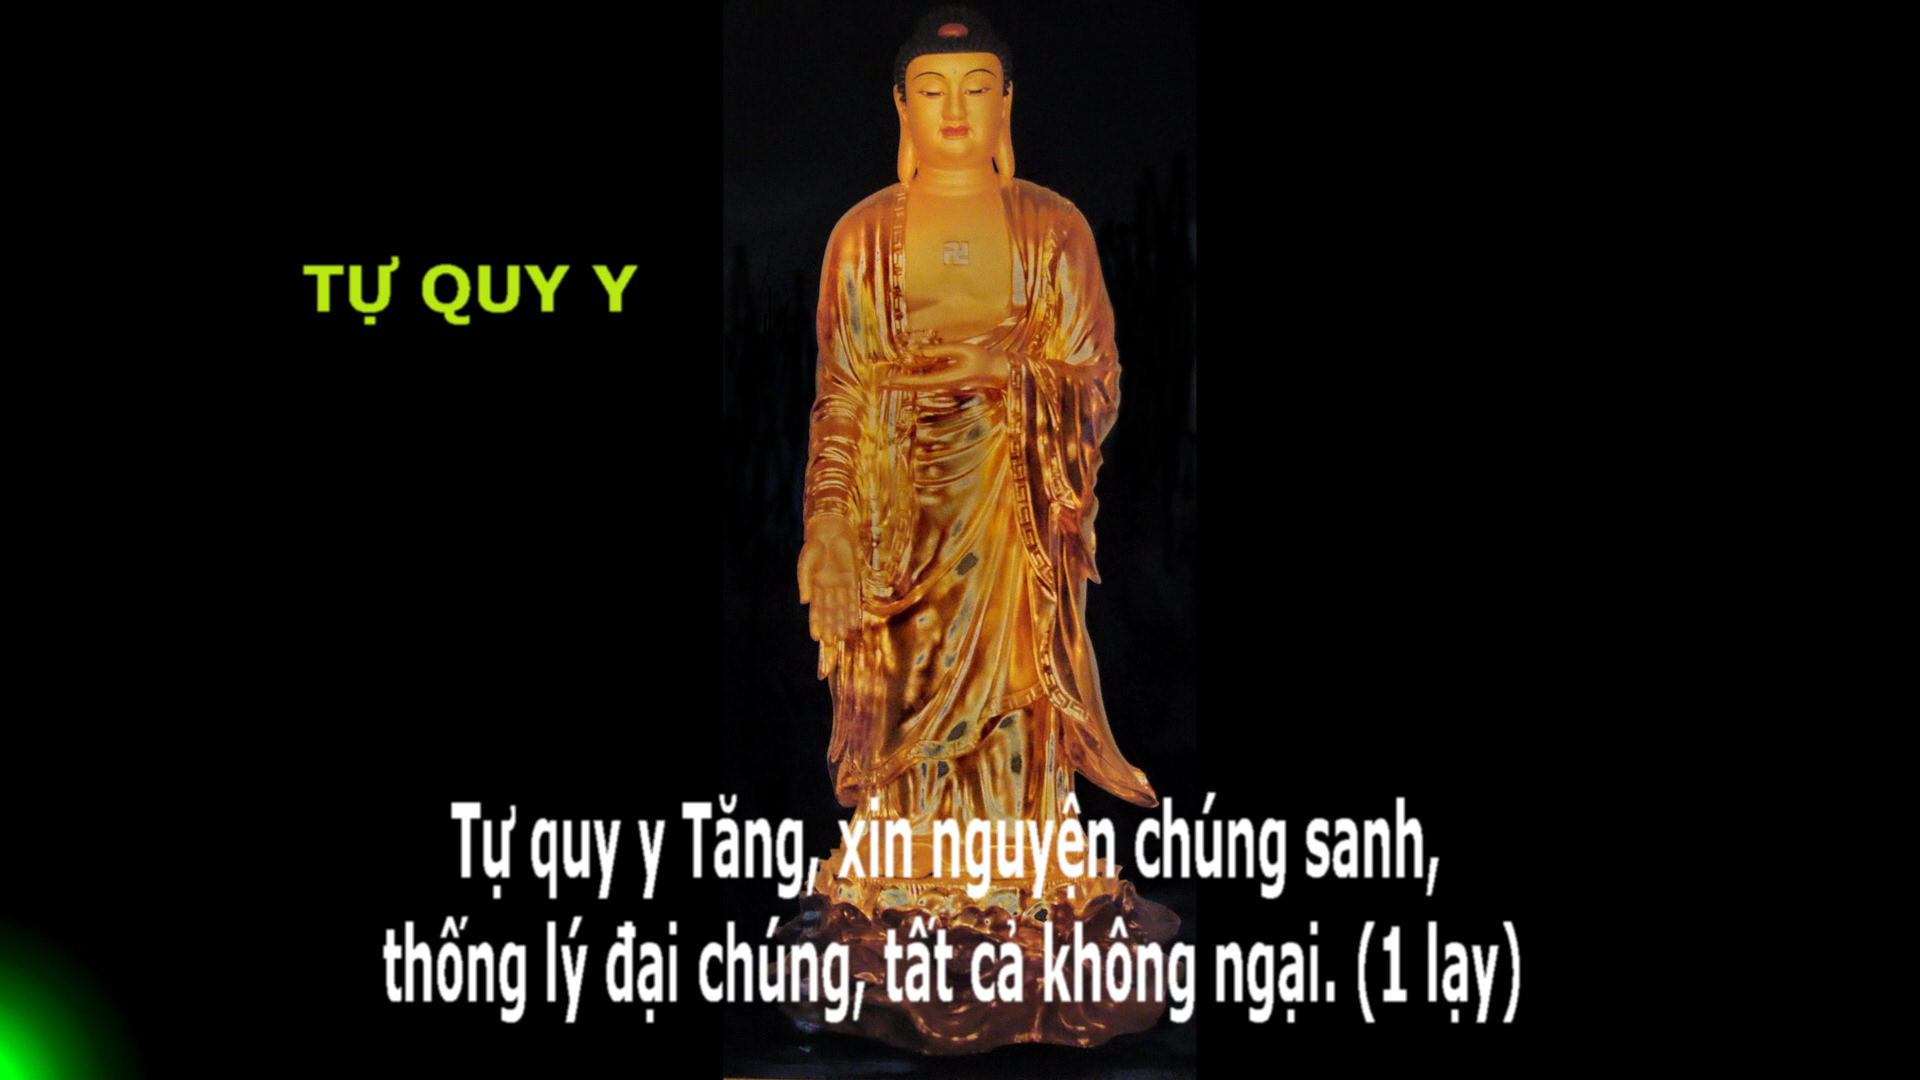 TỰ QUY Y
Tự quy y Tăng, xin nguyện chúng sanh,
thống lý đại chúng, tất cả không ngại. (1 lạy)